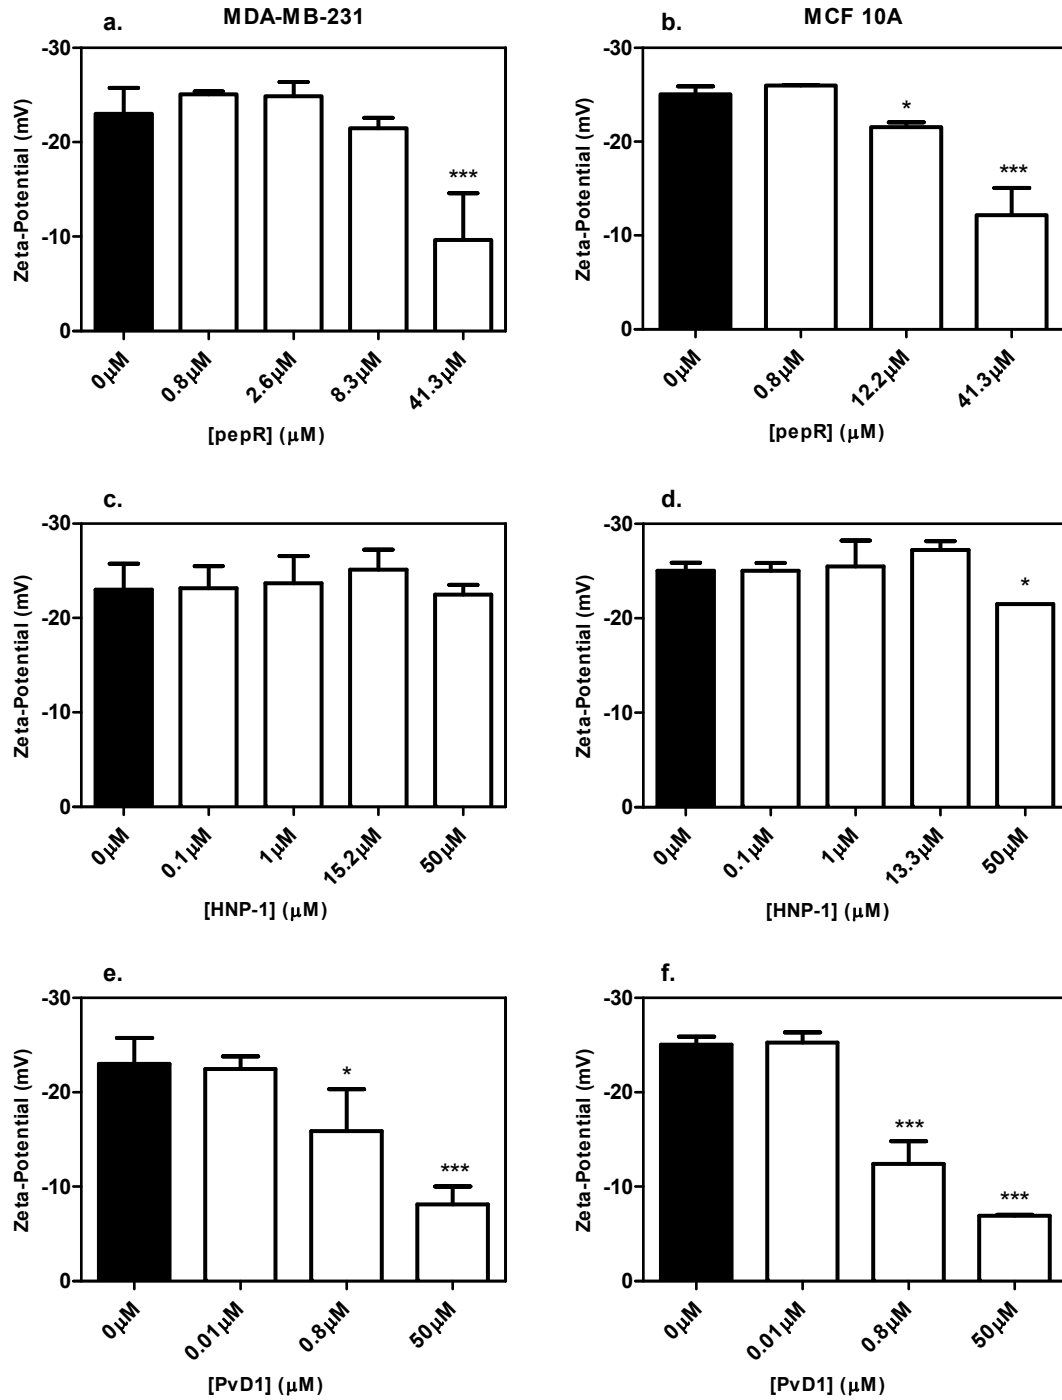 MDA-MB-231
MCF 10A
a.
Zeta-Potential (mV)
-30
-20
-10
0
***
0μM
0.8μM
2.6μM
8.3μM
41.3μM
[pepR] (μM)
b.
Zeta-Potential (mV)
-30
-20
-10
0
*
***
0μM
0.8μM
12.2μM
41.3μM
[pepR] (μM)
c.
Zeta-Potential (mV)
-30
-20
-10
0
0μM
0.1μM
1μM
15.2μM
50μM
[HNP-1] (μM)
d.
Zeta-Potential (mV)
-30
-20
-10
0
*
0μM
0.1μM
1μM
13.3μM
50μM
[HNP-1] (μM)
e.
Zeta-Potential (mV)
-30
-20
-10
0
*
***
0μM
0.01μM
0.8μM
50μM
[PvD1] (μM)
f.
Zeta-Potential (mV)
-30
-20
-10
0
***
***
0μM
0.01μM
0.8μM
50μM
[PvD1] (μM)